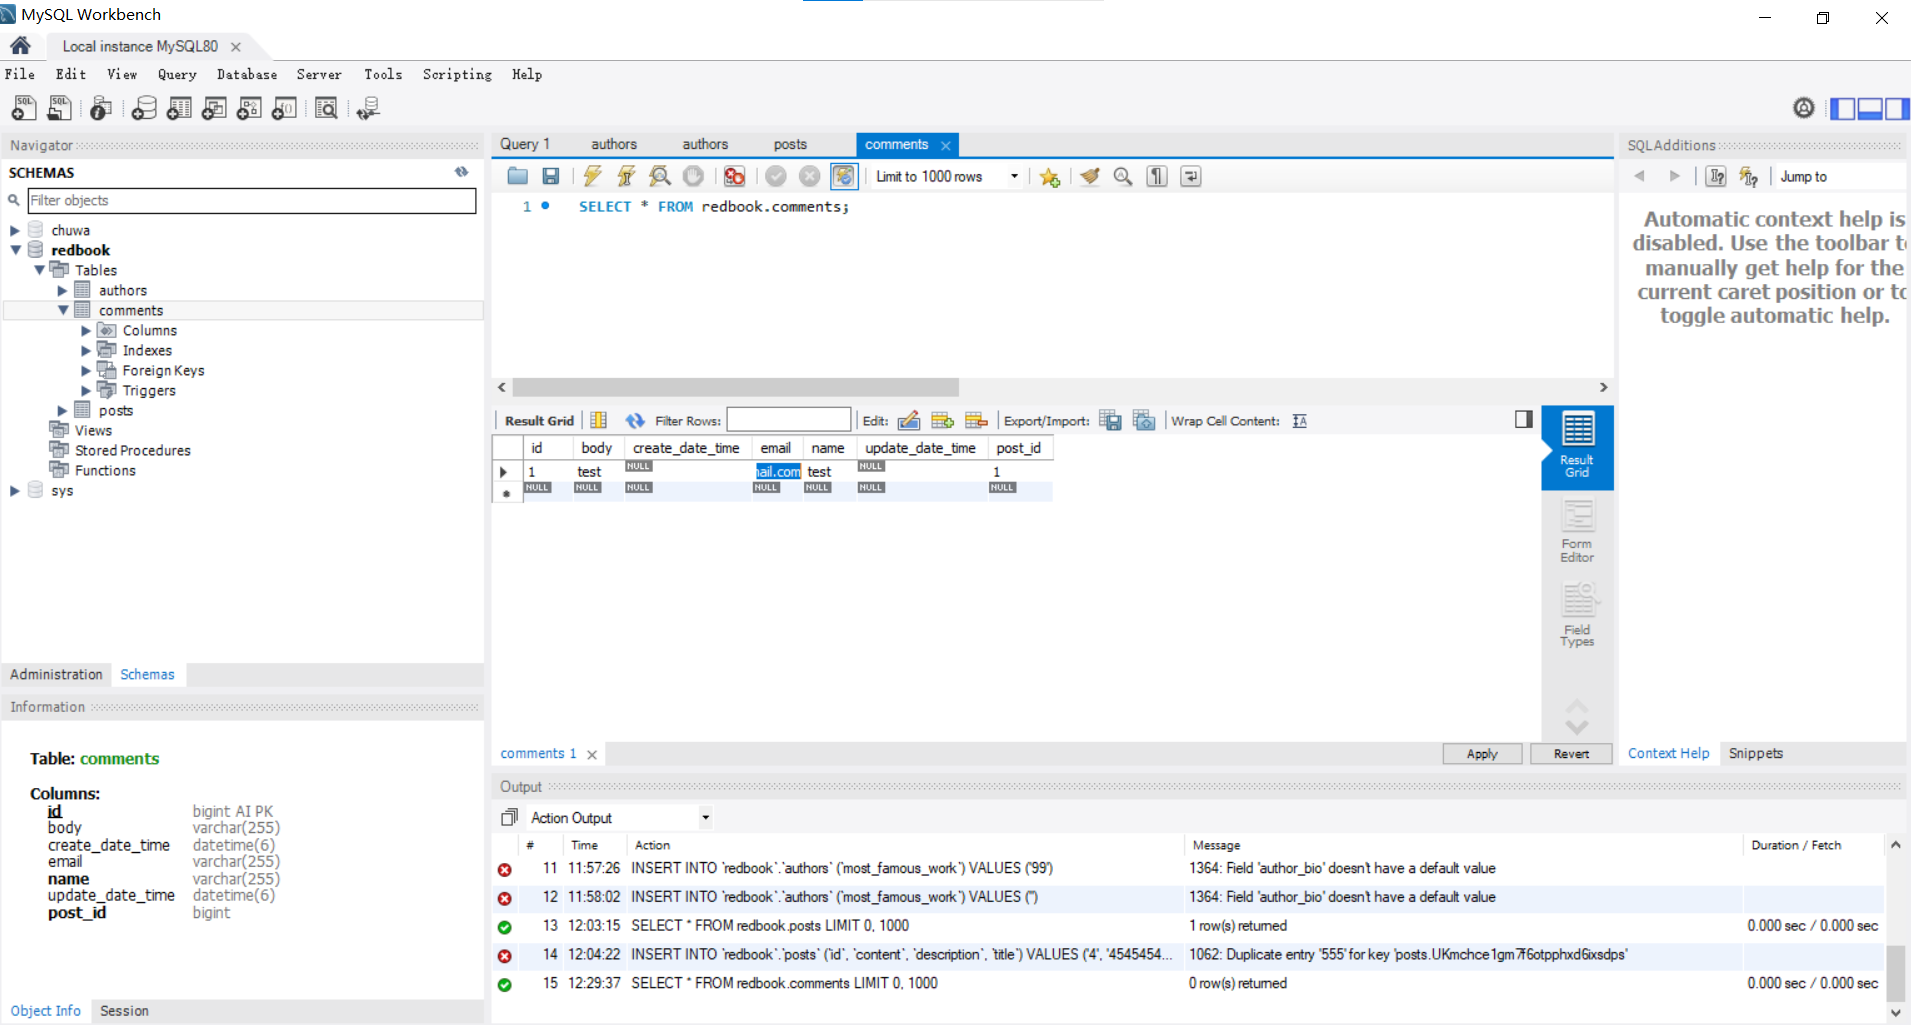 MySQL Workbench
Local instance MySQL80
File Edit View Query Database Server Tools Scripting Help
Navigator
SCHEMAS
Filter objects
chuwa
redbook
Tables
authors
comments
Columns
Indexes
Foreign Keys
Triggers
posts
Views
Stored Procedures
Functions
sys
Administration Schemas
Information
Table: comments
Columns:
id bigint AI PK
body varchar(255)
create_date_time datetime(6)
email varchar(255)
name varchar(255)
update_date_time datetime(6)
post_id bigint
Object Info Session
Query 1 authors authors posts comments
Limit to 1000 rows
1 SELECT * FROM redbook.comments;
Result Grid Filter Rows: Edit: Export/Import: Wrap Cell Content:
id body create_date_time email name update_date_time post_id
1 test NULL ail.com test NULL 1
NULL NULL NULL NULL NULL NULL NULL
Result
Grid
Form
Editor
Field
Types
comments 1
Apply Revert
SQLAdditions
Jump to
Automatic context help is
disabled. Use the toolbar to
manually get help for the
current caret position or to
toggle automatic help.
Context Help Snippets
Output
Action Output
# Time Action Message Duration / Fetch
11 11:57:26 INSERT INTO `redbook`.`authors` (`most_famous_work`) VALUES ('99') 1364: Field 'author_bio' doesn't have a default value
12 11:58:02 INSERT INTO `redbook`.`authors` (`most_famous_work`) VALUES ('') 1364: Field 'author_bio' doesn't have a default value
13 12:03:15 SELECT * FROM redbook.posts LIMIT 0, 1000 1 row(s) returned 0.000 sec / 0.000 sec
14 12:04:22 INSERT INTO `redbook`.`posts` (`id`, `content`, `description`, `title`) VALUES ('4', '4545454... 1062: Duplicate entry '555' for key 'posts.UKmchce1gm7f6otpphxd6ixsdps'
15 12:29:37 SELECT * FROM redbook.comments LIMIT 0, 1000 0 row(s) returned 0.000 sec / 0.000 sec